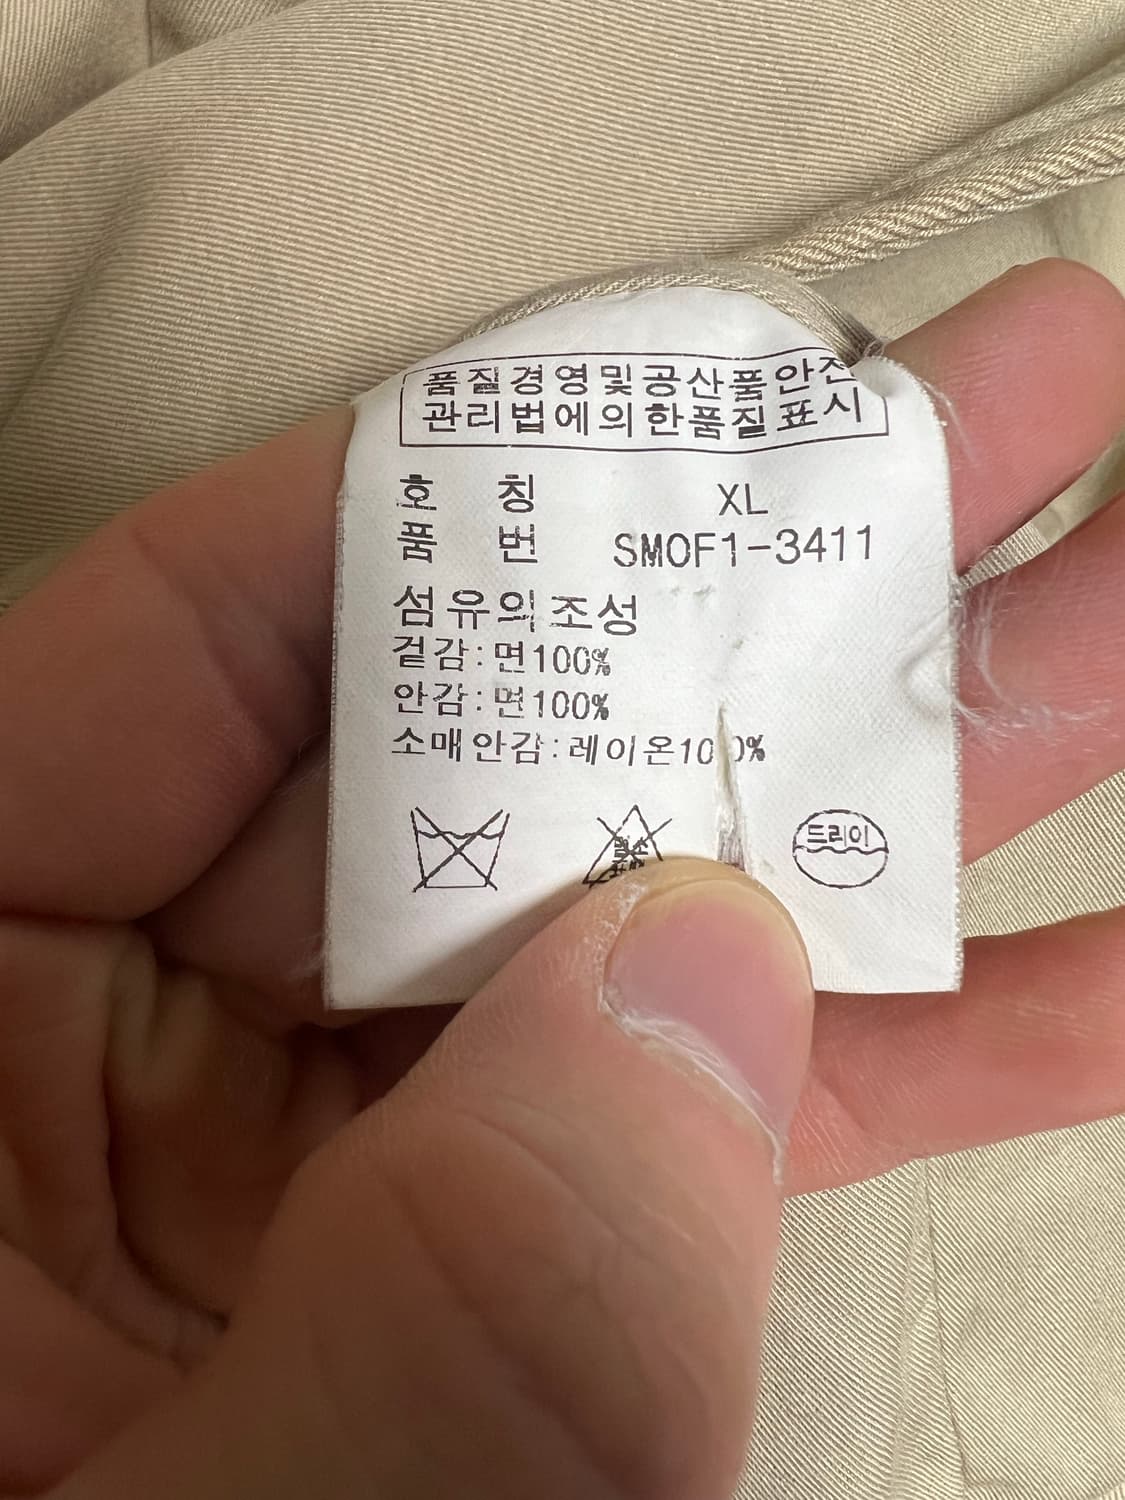 품질경영및공산품안전
관리법에의한품질표시
호 칭 XL
품 번 SMOF1-3411
섬유의조성
겉감:면100%
안감:면100%
소매안감:레이온100%
드라이